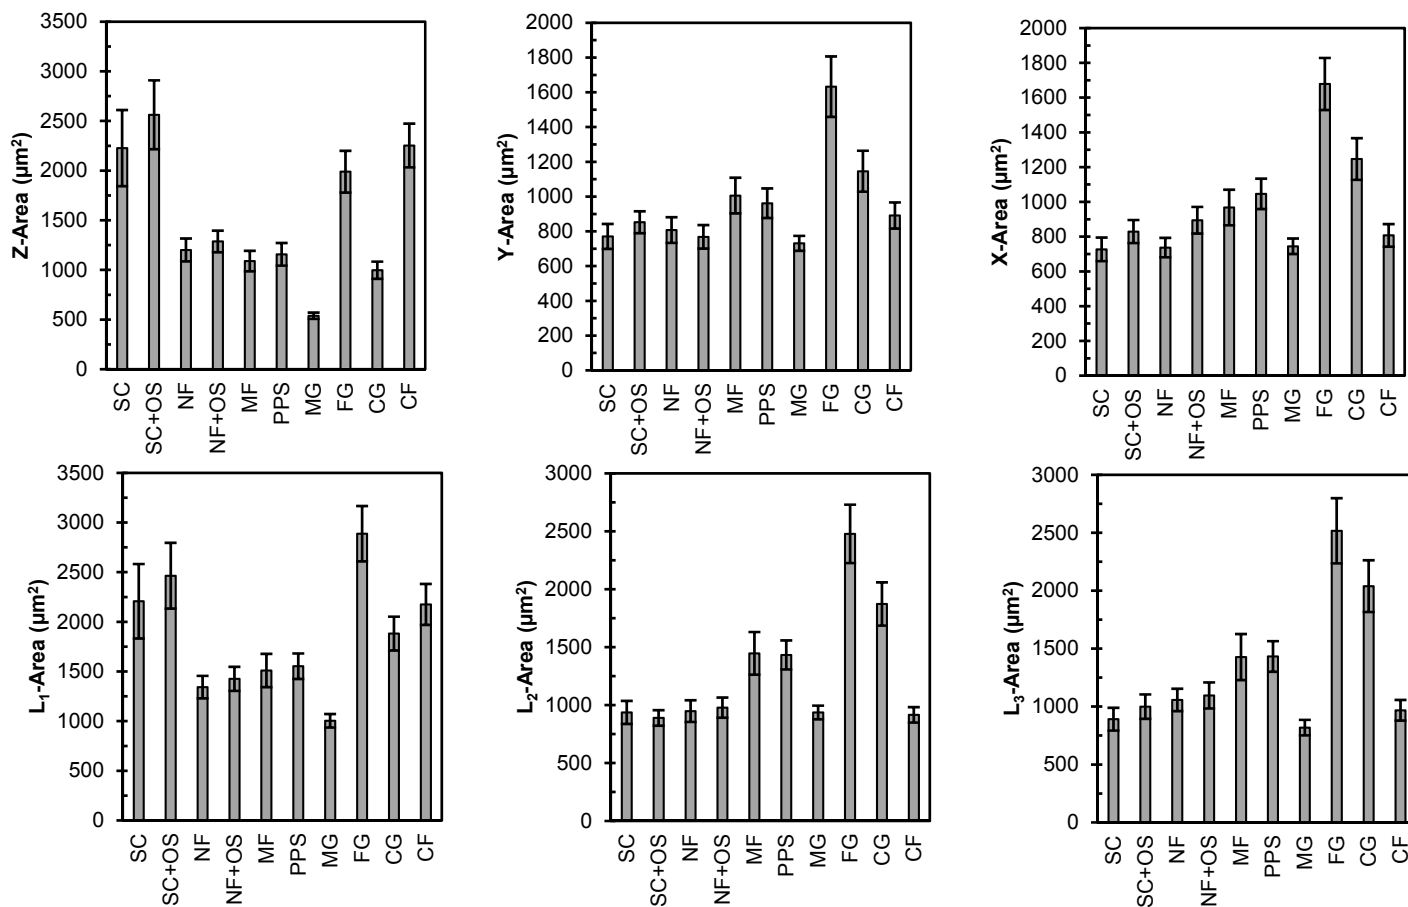 Z-Area (µm²)
3500
3000
2500
2000
1500
1000
500
0
SC
SC+OS
NF
NF+OS
MF
PPS
MG
FG
CG
CF
Y-Area (µm²)
2000
1800
1600
1400
1200
1000
800
600
400
200
0
SC
SC+OS
NF
NF+OS
MF
PPS
MG
FG
CG
CF
X-Area (µm²)
2000
1800
1600
1400
1200
1000
800
600
400
200
0
SC
SC+OS
NF
NF+OS
MF
PPS
MG
FG
CG
CF
L₁-Area (µm²)
3500
3000
2500
2000
1500
1000
500
0
SC
SC+OS
NF
NF+OS
MF
PPS
MG
FG
CG
CF
L₂-Area (µm²)
3000
2500
2000
1500
1000
500
0
SC
SC+OS
NF
NF+OS
MF
PPS
MG
FG
CG
CF
L₃-Area (µm²)
3000
2500
2000
1500
1000
500
0
SC
SC+OS
NF
NF+OS
MF
PPS
MG
FG
CG
CF